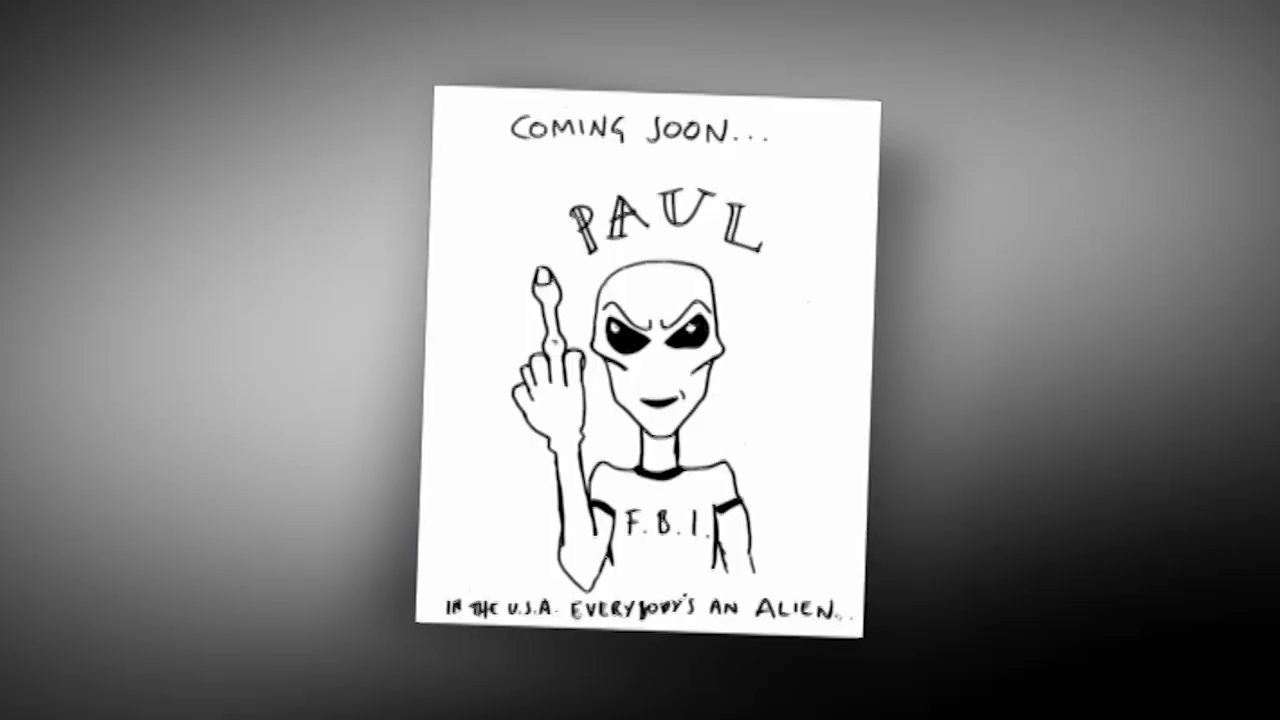 COMING SOON...
PAUL
F.B.I.
IN THE U.S.A. EVERYBODY'S AN ALIEN...